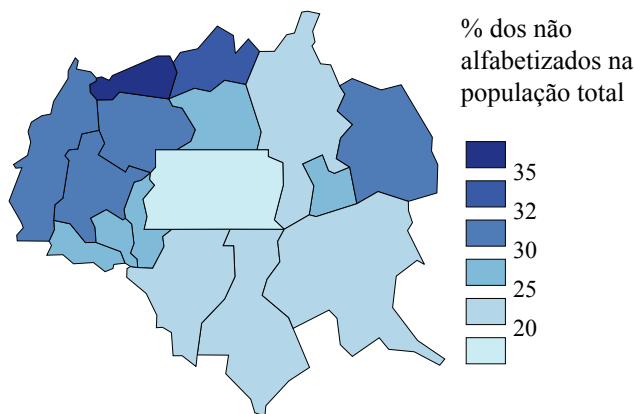 % dos não
alfabetizados na
população total
35
32
30
25
20